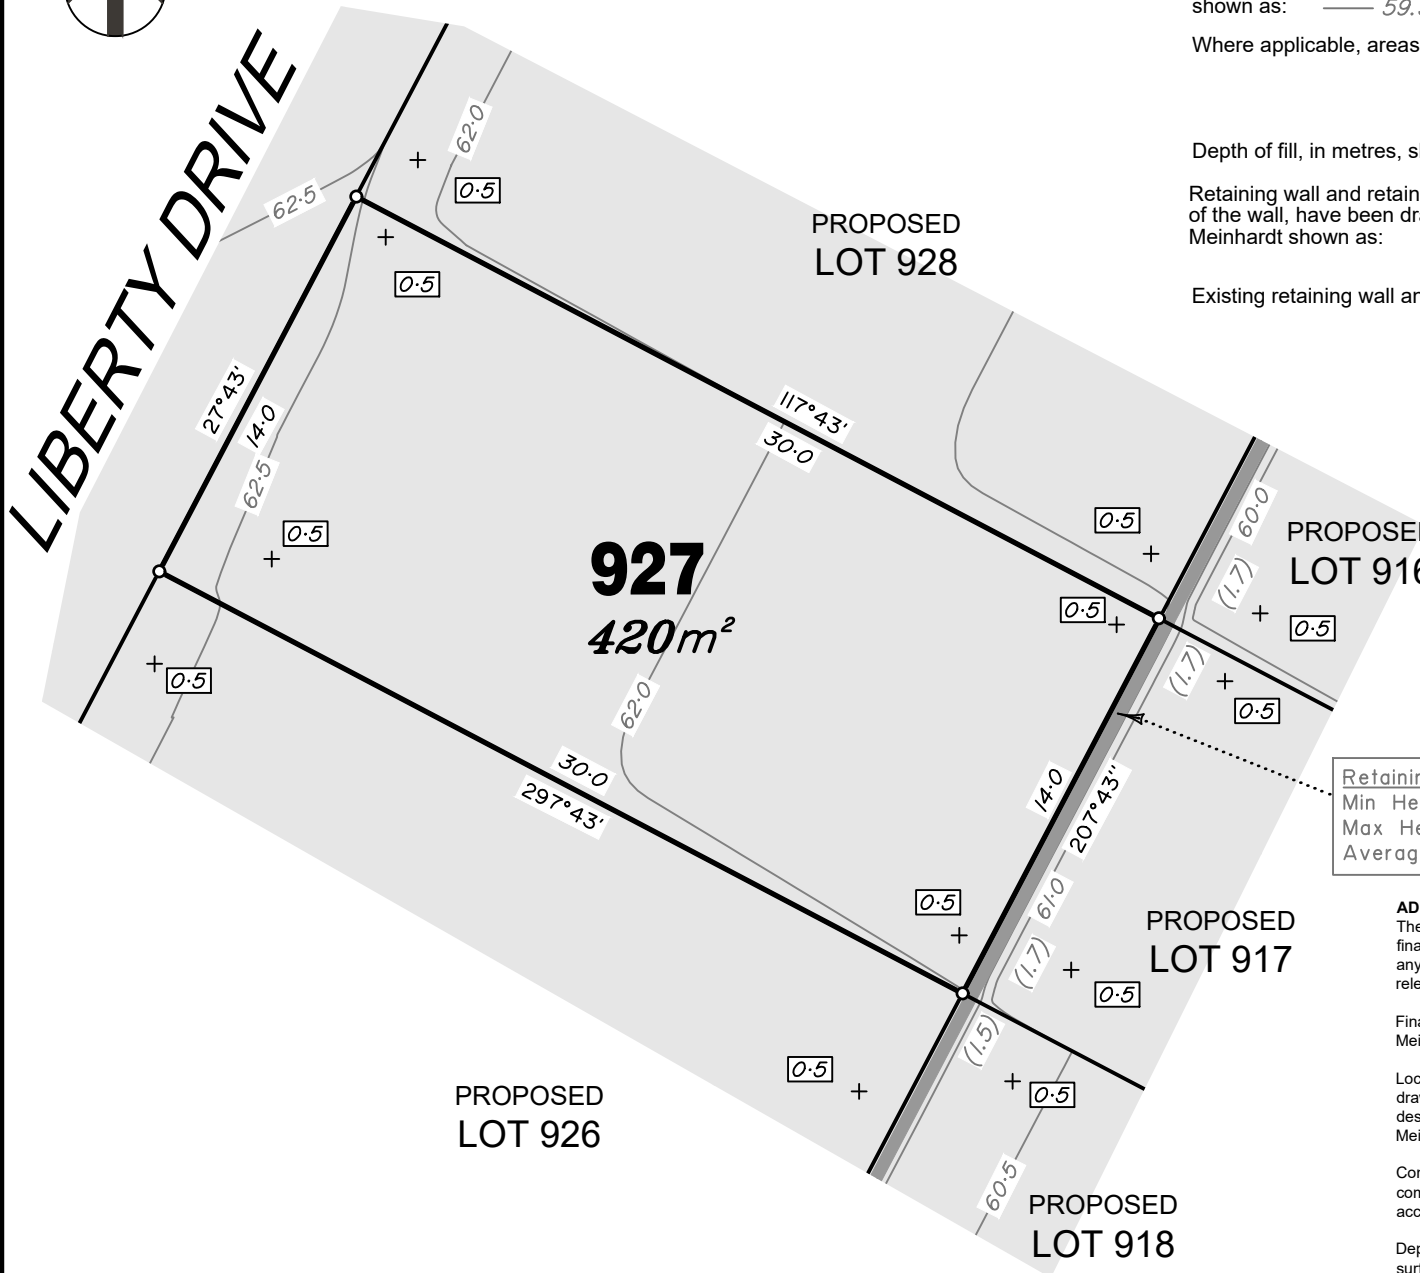 shown as: 59.
Where applicable, areas
Depth of fill, in metres, s
Retaining wall and retain
of the wall, have been dra
Meinhardt shown as:
Existing retaining wall an
LIBERTY DRIVE
62·0
0·5
62·5
0·5
PROPOSED
LOT 928
27°43'
14·0
62·5
0·5
117°43'
30·0
927
420m²
62·0
0·5
60·0
(1.7)
PROPOSED
LOT 916
0·5
0·5
(1.7)
0·5
0·5
30·0
297°43'
14·0
207°43''
Retainin
Min He
Max He
Averag
0·5
61·0
(1.7)
0·5
PROPOSED
LOT 917
AD
The
fina
any
rele
Fina
Mei
Loc
drav
des
Mei
Con
com
acc
Dep
surf
(1.5)
0·5
0·5
PROPOSED
LOT 926
60·5
PROPOSED
LOT 918